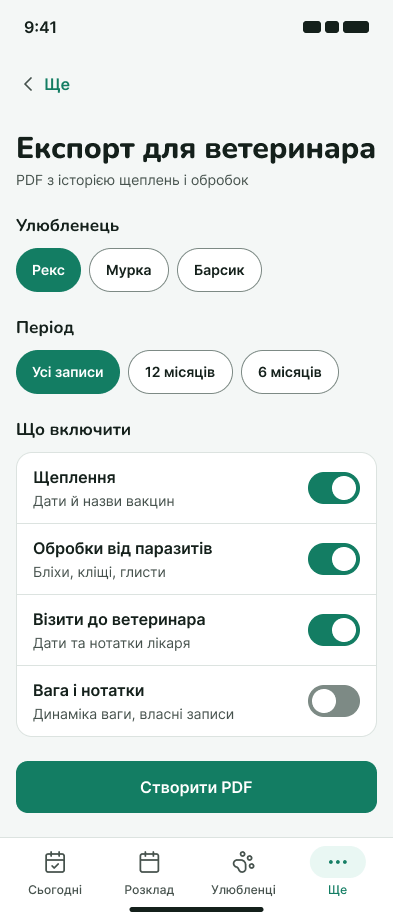 9:41
Ще
Експорт для ветеринара
PDF з історією щеплень і обробок
Улюбленець
Рекс
Мурка
Барсик
Період
Усі записи
12 місяців
6 місяців
Що включити
Щеплення
Дати й назви вакцин
Обробки від паразитів
Бліхи, кліщі, глисти
Візити до ветеринара
Дати та нотатки лікаря
Вага і нотатки
Динаміка ваги, власні записи
Створити PDF
Сьогодні
Розклад
Улюбленці
Ще